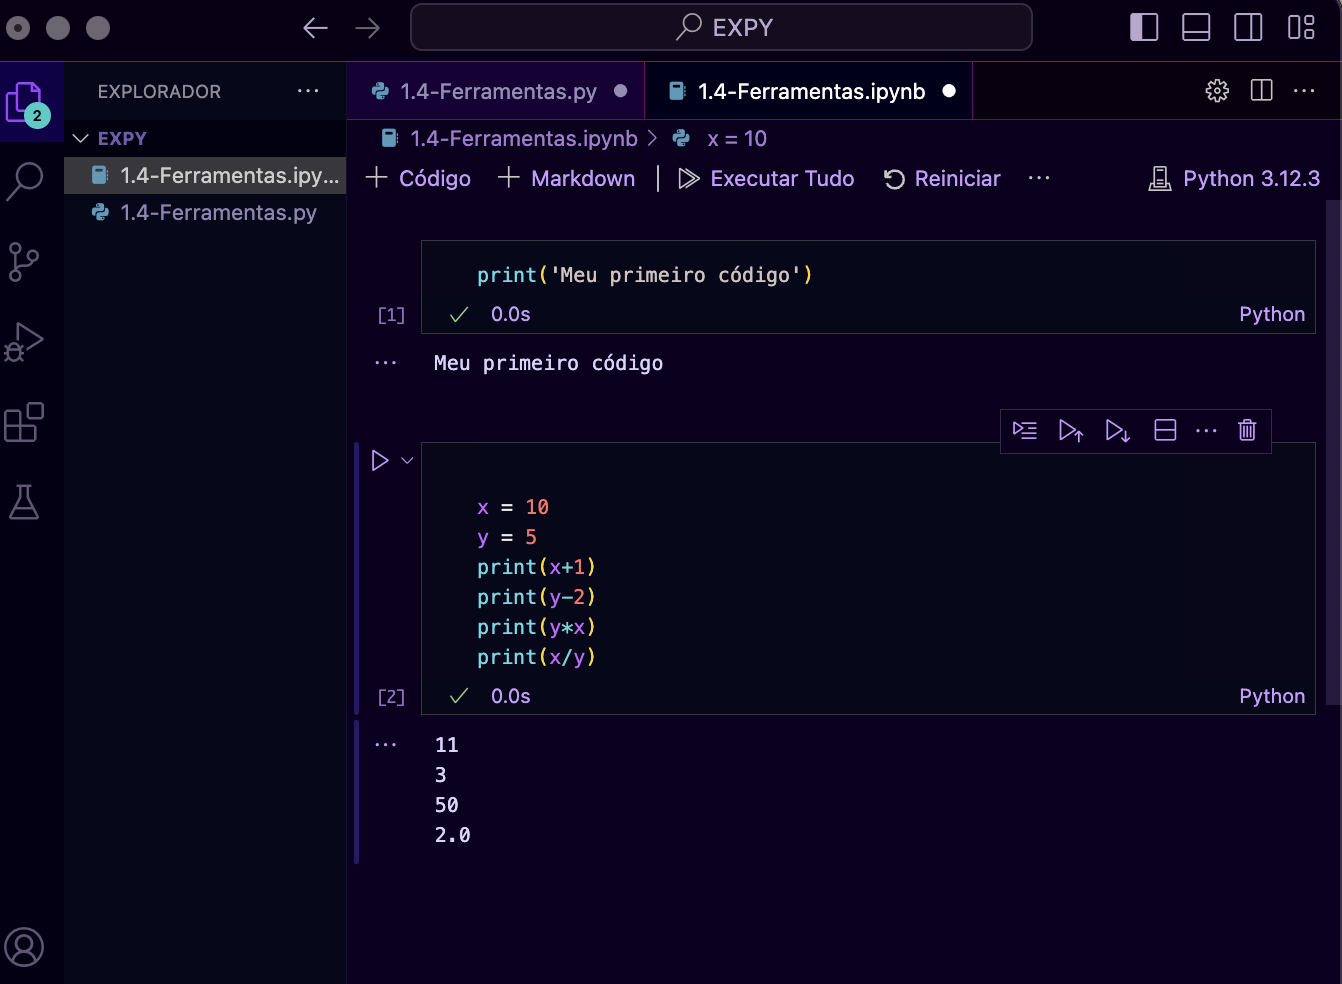 EXPY
EXPLORADOR
2
EXPY
1.4-Ferramentas.ipy...
1.4-Ferramentas.py
1.4-Ferramentas.py
1.4-Ferramentas.ipynb
1.4-Ferramentas.ipynb > x = 10
+ Código + Markdown | Executar Tudo Reiniciar ... Python 3.12.3
print('Meu primeiro código')
[1] ✓ 0.0s Python
Meu primeiro código
x = 10
y = 5
print(x+1)
print(y-2)
print(y*x)
print(x/y)
[2] ✓ 0.0s Python
11
3
50
2.0